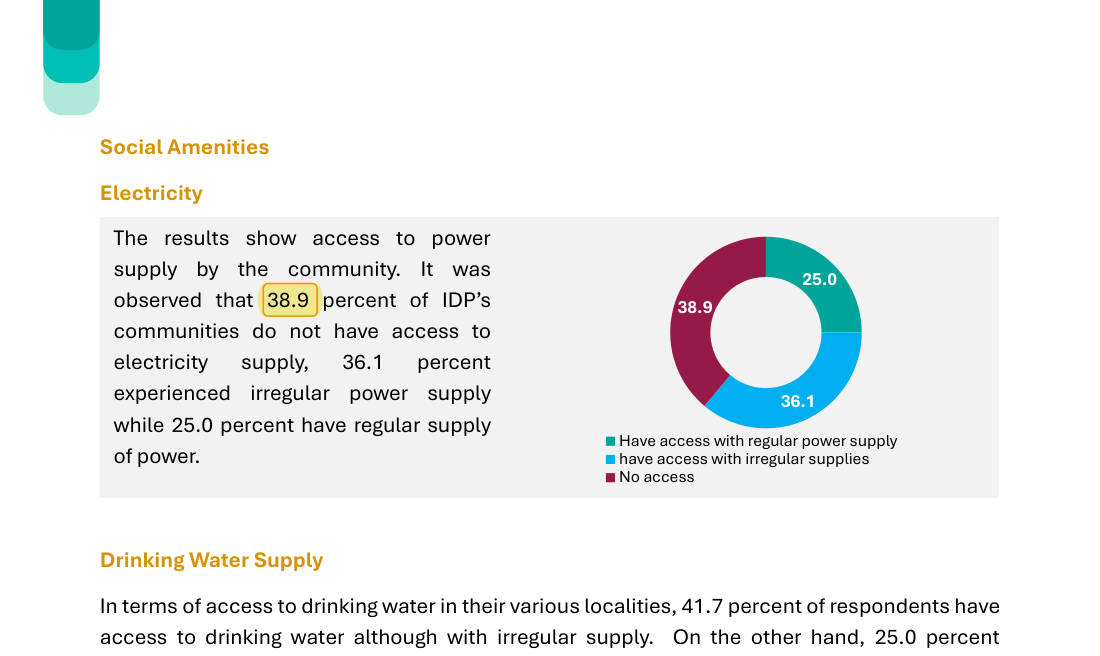 Social Amenities
Electricity
The results show access to power
supply by the community. It was
observed that 38.9 percent of IDP’s
communities do not have access to
electricity supply, 36.1 percent
experienced irregular power supply
while 25.0 percent have regular supply
of power.
25.0
38.9
36.1
Have access with regular power supply
have access with irregular supplies
No access
Drinking Water Supply
In terms of access to drinking water in their various localities, 41.7 percent of respondents have
access to drinking water although with irregular supply. On the other hand, 25.0 percent